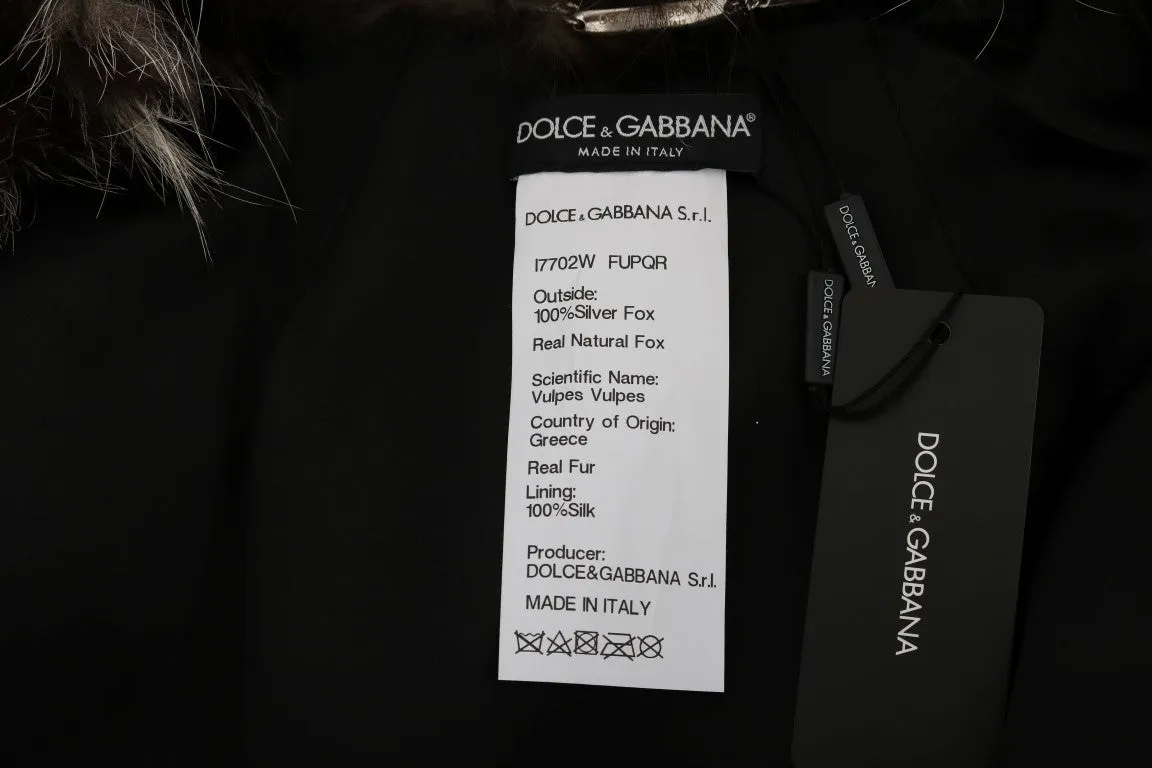 DOLCE & GABBANA®
MADE IN ITALY
DOLCE & GABBANA S.r.l.
I7702W FUPQR
Outside:
100%Silver Fox
Real Natural Fox
Scientific Name:
Vulpes Vulpes
Country of Origin:
Greece
Real Fur
Lining:
100%Silk
Producer:
DOLCE&GABBANA S.r.l.
MADE IN ITALY
DOLCE & GABBAN
DOLCE & GABBANA
DOLCE & GABBANA